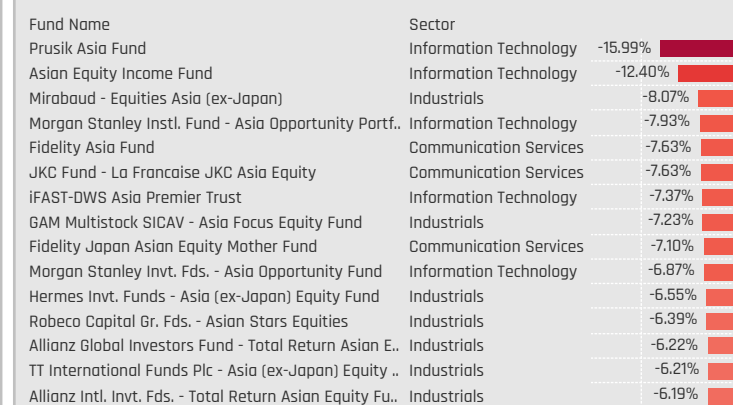 Fund Name Sector
Prusik Asia Fund Information Technology -15.99%
Asian Equity Income Fund Information Technology -12.40%
Mirabaud - Equities Asia (ex-Japan) Industrials -8.07%
Morgan Stanley Instl. Fund - Asia Opportunity Portf.. Information Technology -7.93%
Fidelity Asia Fund Communication Services -7.63%
JKC Fund - La Francaise JKC Asia Equity Communication Services -7.63%
iFAST-DWS Asia Premier Trust Information Technology -7.37%
GAM Multistock SICAV - Asia Focus Equity Fund Industrials -7.23%
Fidelity Japan Asian Equity Mother Fund Communication Services -7.10%
Morgan Stanley Invt. Fds. - Asia Opportunity Fund Information Technology -6.87%
Hermes Invt. Funds - Asia (ex-Japan) Equity Fund Industrials -6.55%
Robeco Capital Gr. Fds. - Asian Stars Equities Industrials -6.39%
Allianz Global Investors Fund - Total Return Asian E.. Industrials -6.22%
TT International Funds Plc - Asia (ex-Japan) Equity .. Industrials -6.21%
Allianz Intl. Invt. Fds. - Total Return Asian Equity Fu.. Industrials -6.19%